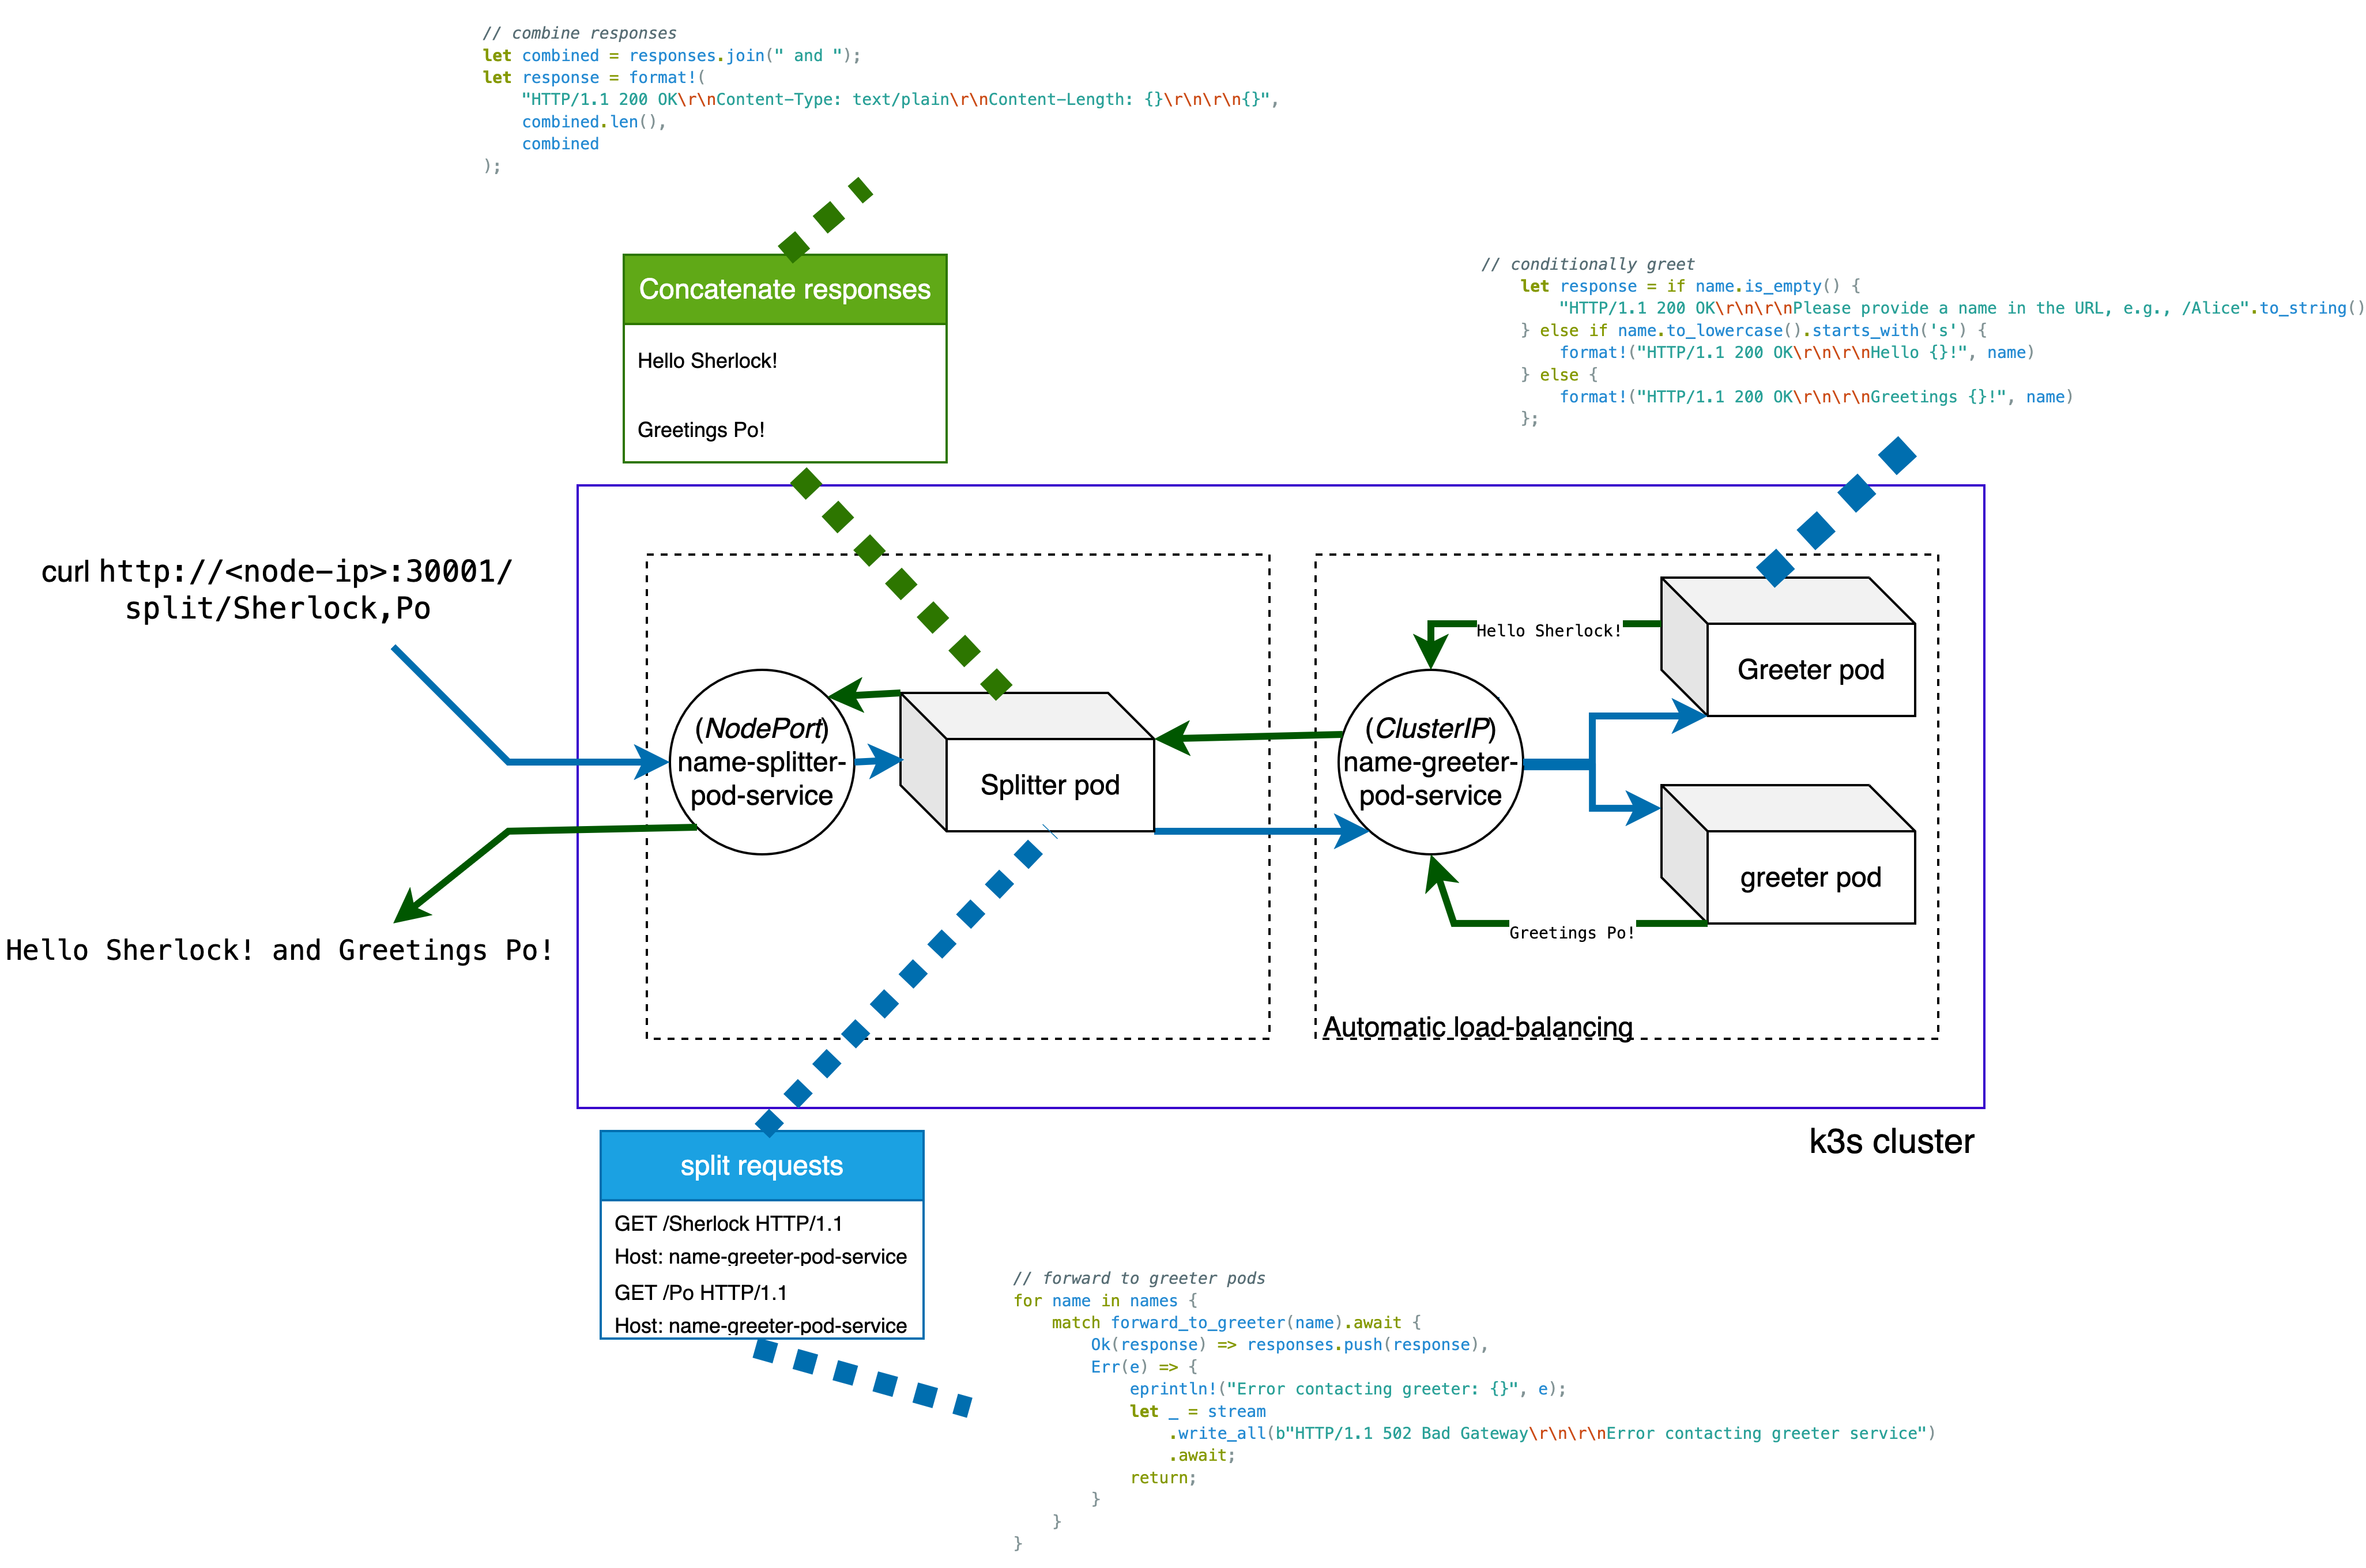 // combine responses
let combined = responses.join(" and ");
let response = format!(
    "HTTP/1.1 200 OK\r\nContent-Type: text/plain\r\nContent-Length: {}\r\n\r\n{}",
    combined.len(),
    combined
);
Concatenate responses
Hello Sherlock!
Greetings Po!
// conditionally greet
    let response = if name.is_empty() {
        "HTTP/1.1 200 OK\r\n\r\nPlease provide a name in the URL, e.g., /Alice".to_string()
    } else if name.to_lowercase().starts_with('s') {
        format!("HTTP/1.1 200 OK\r\n\r\nHello {}!", name)
    } else {
        format!("HTTP/1.1 200 OK\r\n\r\nGreetings {}!", name)
    };
curl http://<node-ip>:30001/
split/Sherlock,Po
(NodePort)
name-splitter-
pod-service
Splitter pod
Hello Sherlock!
(ClusterIP)
name-greeter-
pod-service
Greeter pod
greeter pod
Greetings Po!
Hello Sherlock! and Greetings Po!
Automatic load-balancing
k3s cluster
split requests
GET /Sherlock HTTP/1.1
Host: name-greeter-pod-service
GET /Po HTTP/1.1
Host: name-greeter-pod-service
// forward to greeter pods
for name in names {
    match forward_to_greeter(name).await {
        Ok(response) => responses.push(response),
        Err(e) => {
            eprintln!("Error contacting greeter: {}", e);
            let _ = stream
                .write_all(b"HTTP/1.1 502 Bad Gateway\r\n\r\nError contacting greeter service")
                .await;
            return;
        }
    }
}